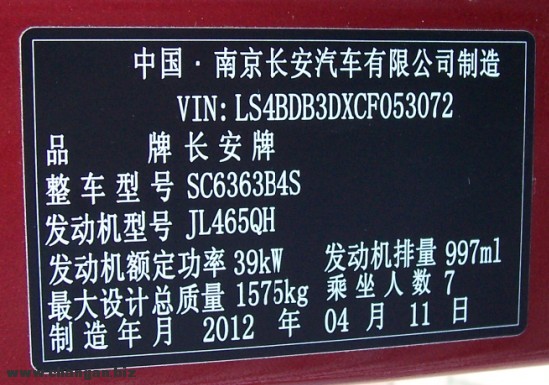 中国·南京长安汽车有限公司制造
VIN: LS4BDB3DXCF053072
品 牌 长安牌
整车型号 SC6363B4S
发动机型号 JL465QH
发动机额定功率 39kW 发动机排量 997ml
最大设计总质量 1575kg 乘坐人数 7
制造年月 2012 年 04 月 11 日